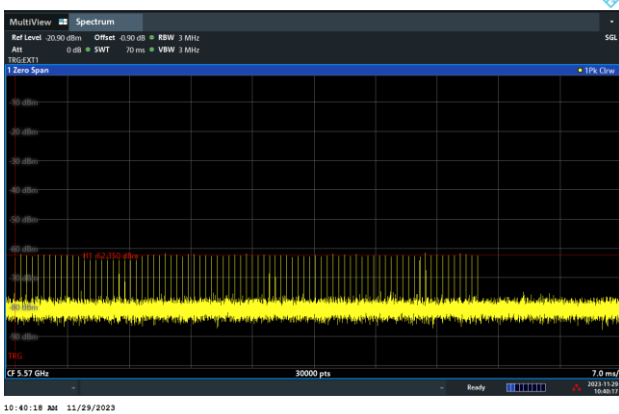 MultiView Spectrum
Ref Level -20.90 dBm Offset -0.90 dB RBW 3 MHz SGL
Att 0 dB SWT 70 ms VBW 3 MHz
TRG:EXT1
1 Zero Span 1Pk Clrw
-10 dBm
-20 dBm
-30 dBm
-40 dBm
-50 dBm
-60 dBm
H1 -62.350 dBm
-70 dBm
-80 dBm
-90 dBm
TRG
CF 5.57 GHz 30000 pts 7.0 ms/
Ready 2023-11-29
10:40:17
10:40:18 AM 11/29/2023